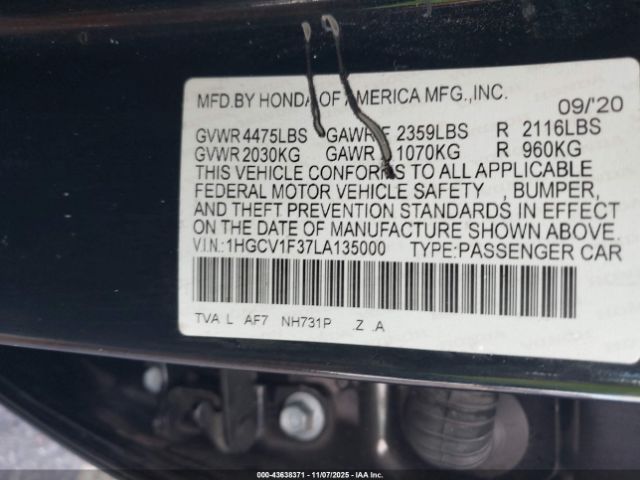 MFD.BY HONDA OF AMERICA MFG.,INC. 09/'20
GVWR 4475LBS GAWR F 2359LBS R 2116LBS
GVWR 2030KG GAWR 1070KG R 960KG
THIS VEHICLE CONFORMS TO ALL APPLICABLE
FEDERAL MOTOR VEHICLE SAFETY , BUMPER,
AND THEFT PREVENTION STANDARDS IN EFFECT
ON THE DATE OF MANUFACTURE SHOWN ABOVE.
V.I.N.:1HGCV1F37LA135000 TYPE:PASSENGER CAR
TVA L AF7 NH731P .Z .A
000-43638371 - 11/07/2025 - IAA Inc.